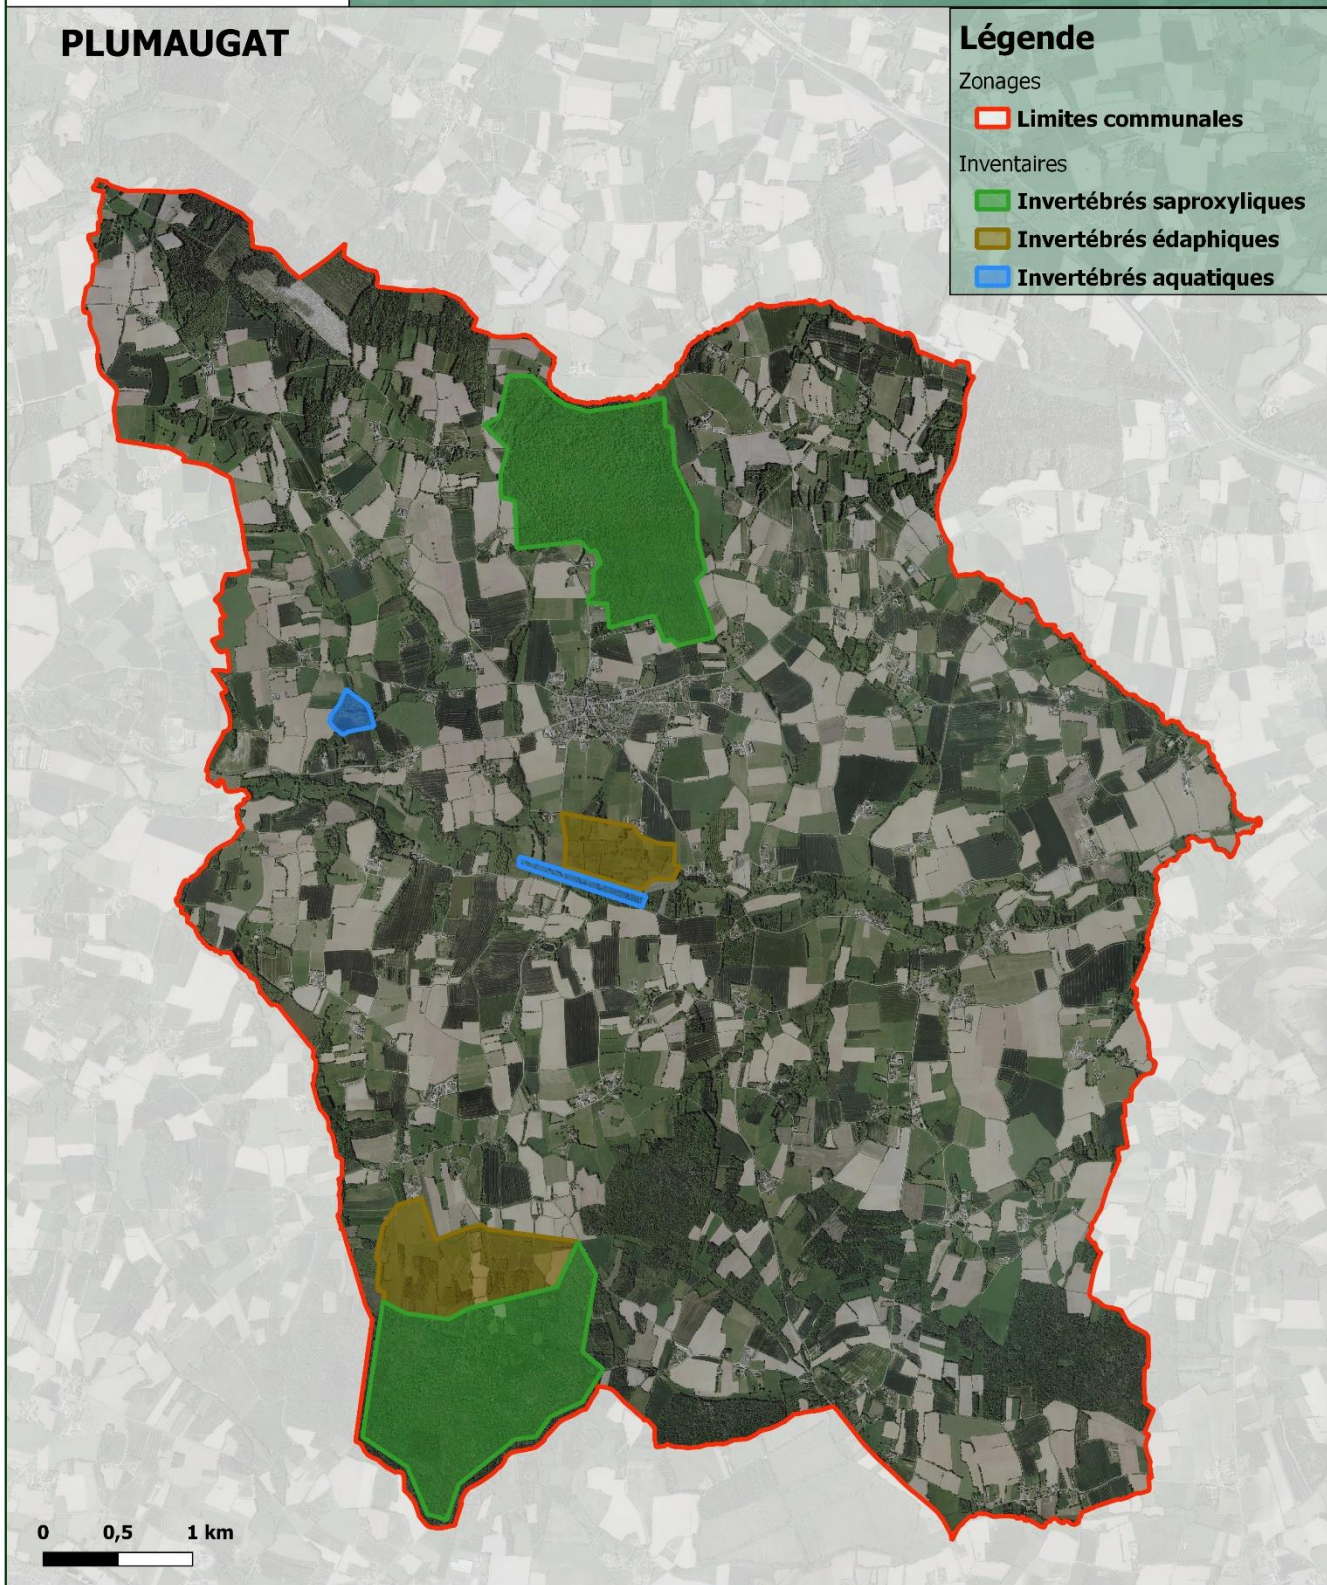 PLUMAUGAT
Légende
Zonages
Limites communales
Inventaires
Invertébrés saproxyliques
Invertébrés édaphiques
Invertébrés aquatiques
0 0,5 1 km